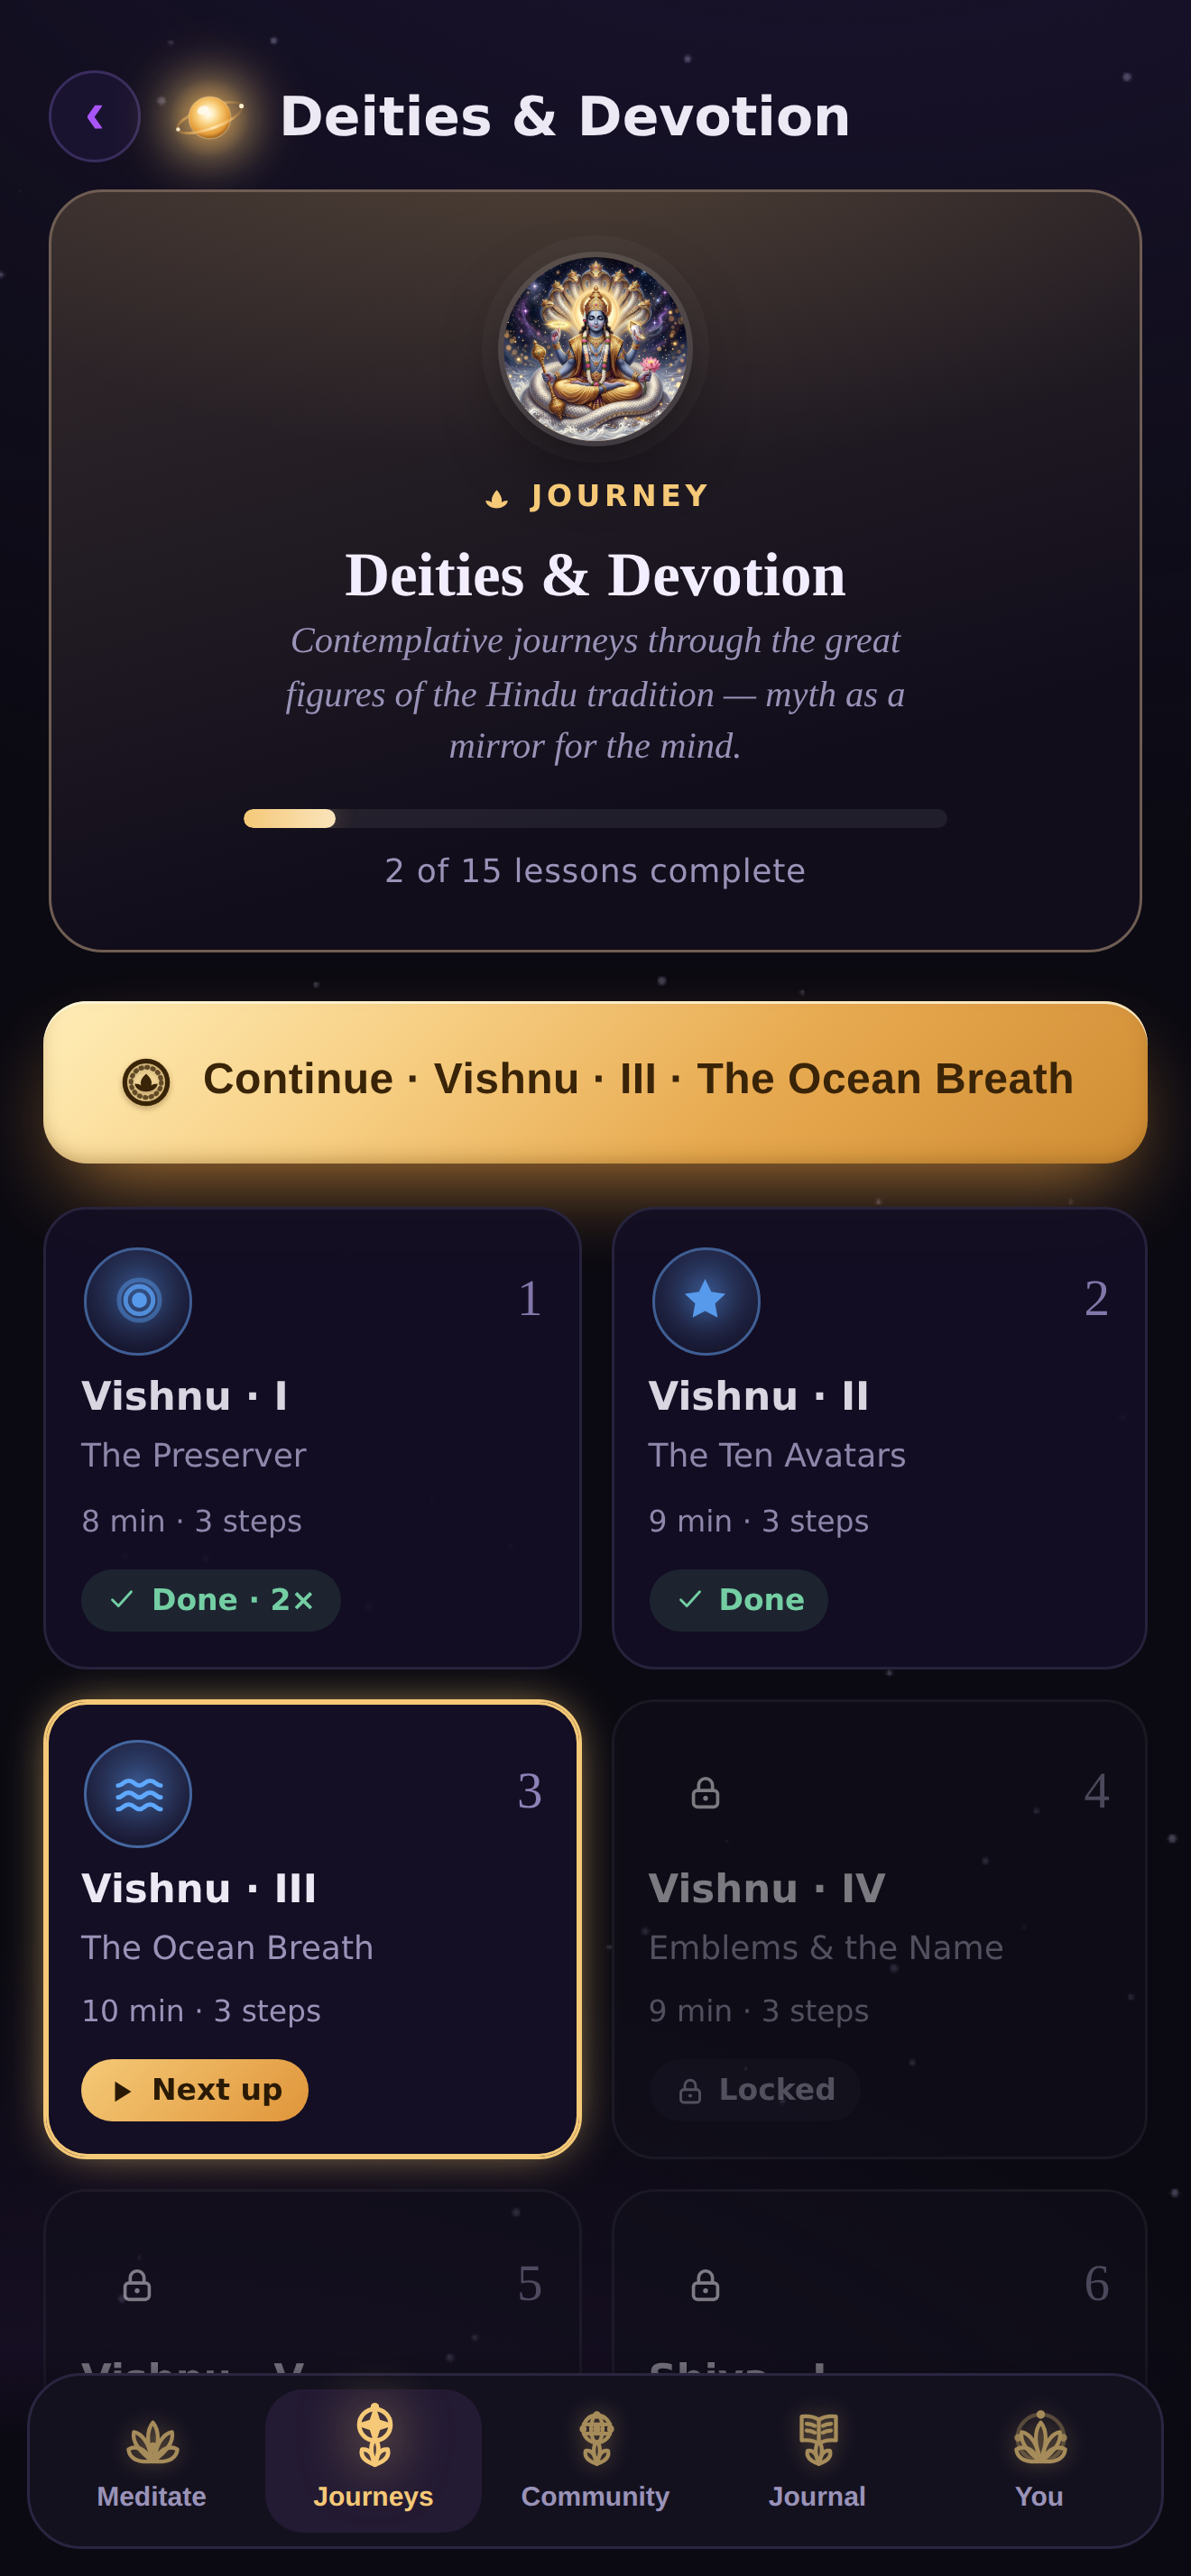 Deities & Devotion
JOURNEY
Deities & Devotion
Contemplative journeys through the great
figures of the Hindu tradition — myth as a
mirror for the mind.
2 of 15 lessons complete
Continue · Vishnu · III · The Ocean Breath
1
Vishnu · I
The Preserver
8 min · 3 steps
Done · 2×
2
Vishnu · II
The Ten Avatars
9 min · 3 steps
Done
3
Vishnu · III
The Ocean Breath
10 min · 3 steps
Next up
4
Vishnu · IV
Emblems & the Name
9 min · 3 steps
Locked
5
Vishnu · V
6
Shiva · I
Meditate
Journeys
Community
Journal
You